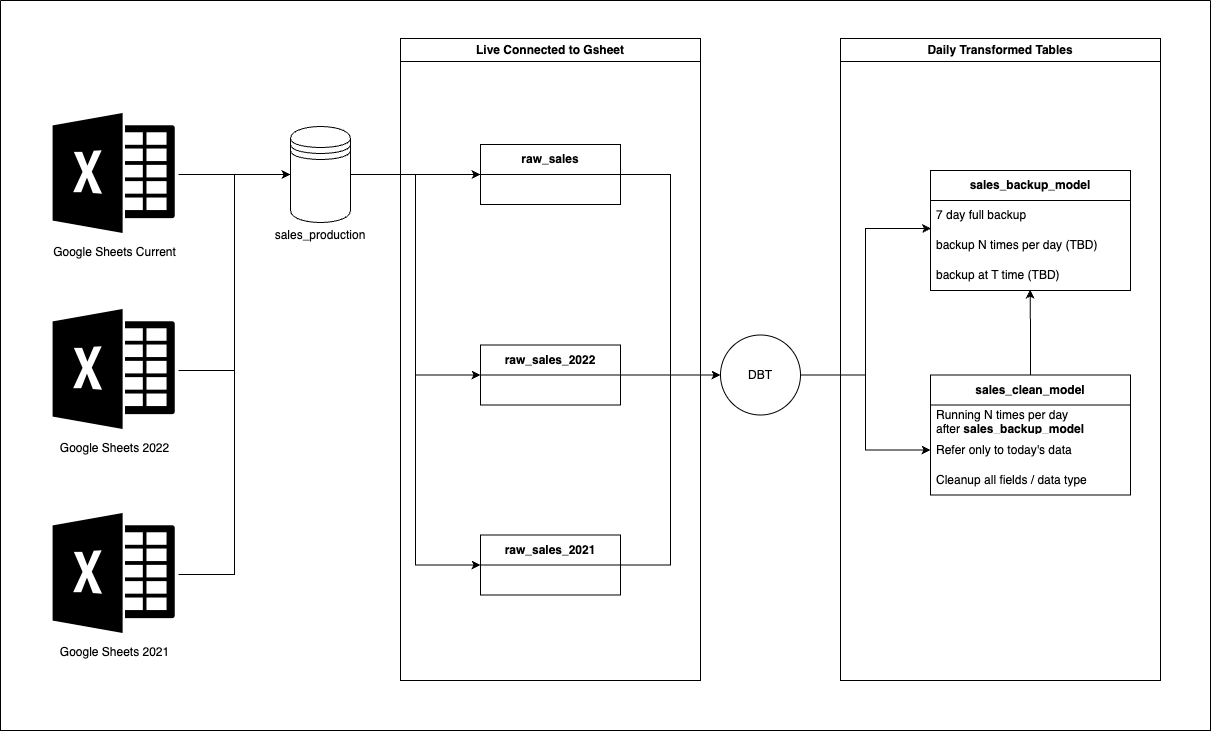 Live Connected to Gsheet
Daily Transformed Tables
X
Google Sheets Current
sales_production
raw_sales
sales_backup_model
7 day full backup
backup N times per day (TBD)
backup at T time (TBD)
X
Google Sheets 2022
raw_sales_2022
DBT
sales_clean_model
Running N times per day
after sales_backup_model
Refer only to today's data
Cleanup all fields / data type
X
Google Sheets 2021
raw_sales_2021